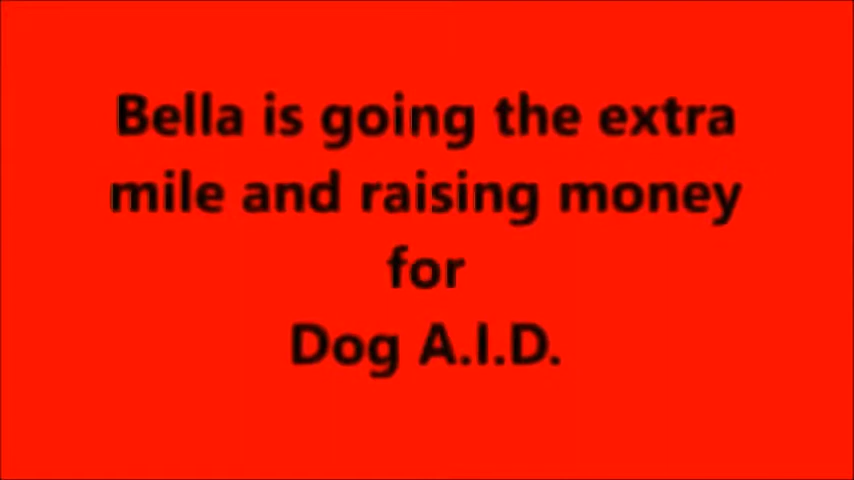 Bella is going the extra
mile and raising money
for
Dog A.I.D.